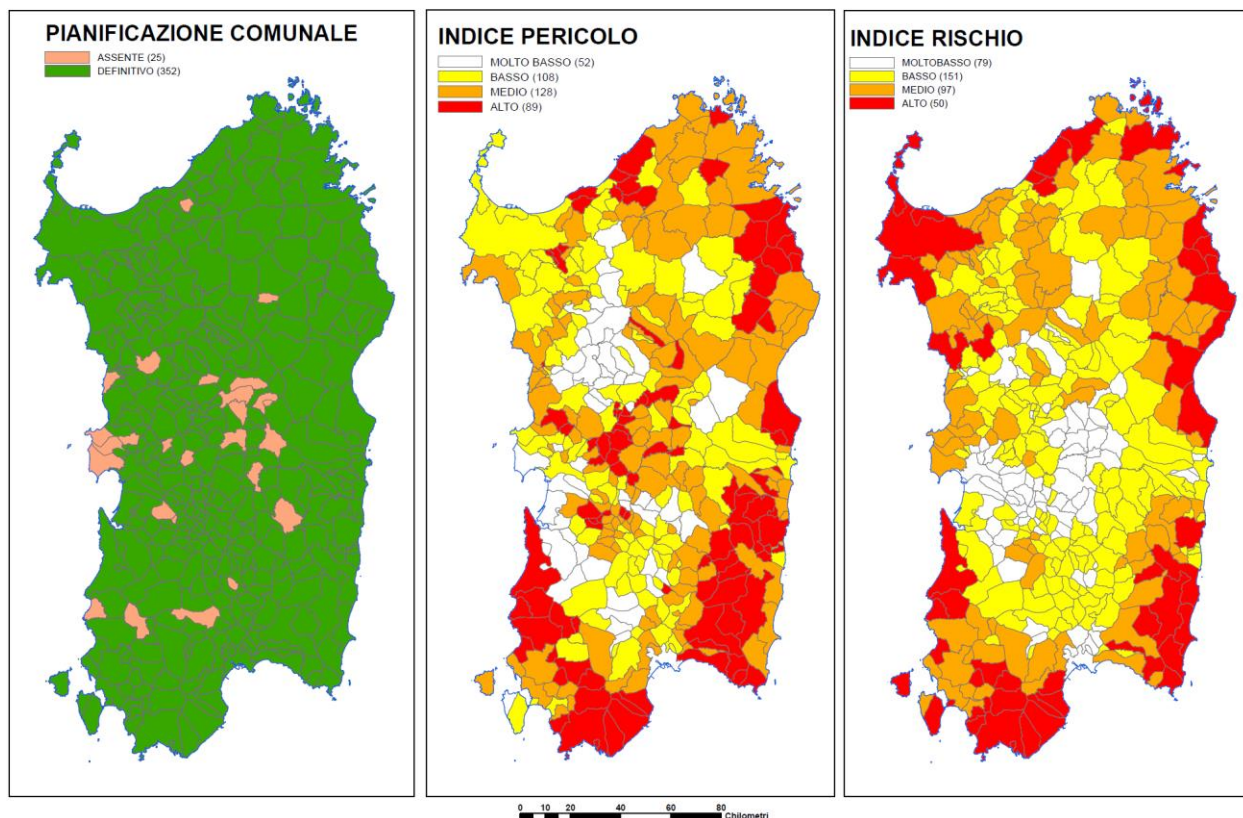 PIANIFICAZIONE COMUNALE
ASSENTE (25)
DEFINITIVO (352)
INDICE PERICOLO
MOLTO BASSO (52)
BASSO (108)
MEDIO (128)
ALTO (89)
INDICE RISCHIO
MOLTOBASSO (79)
BASSO (151)
MEDIO (97)
ALTO (50)
0 10 20 40 60 80
Chilometri